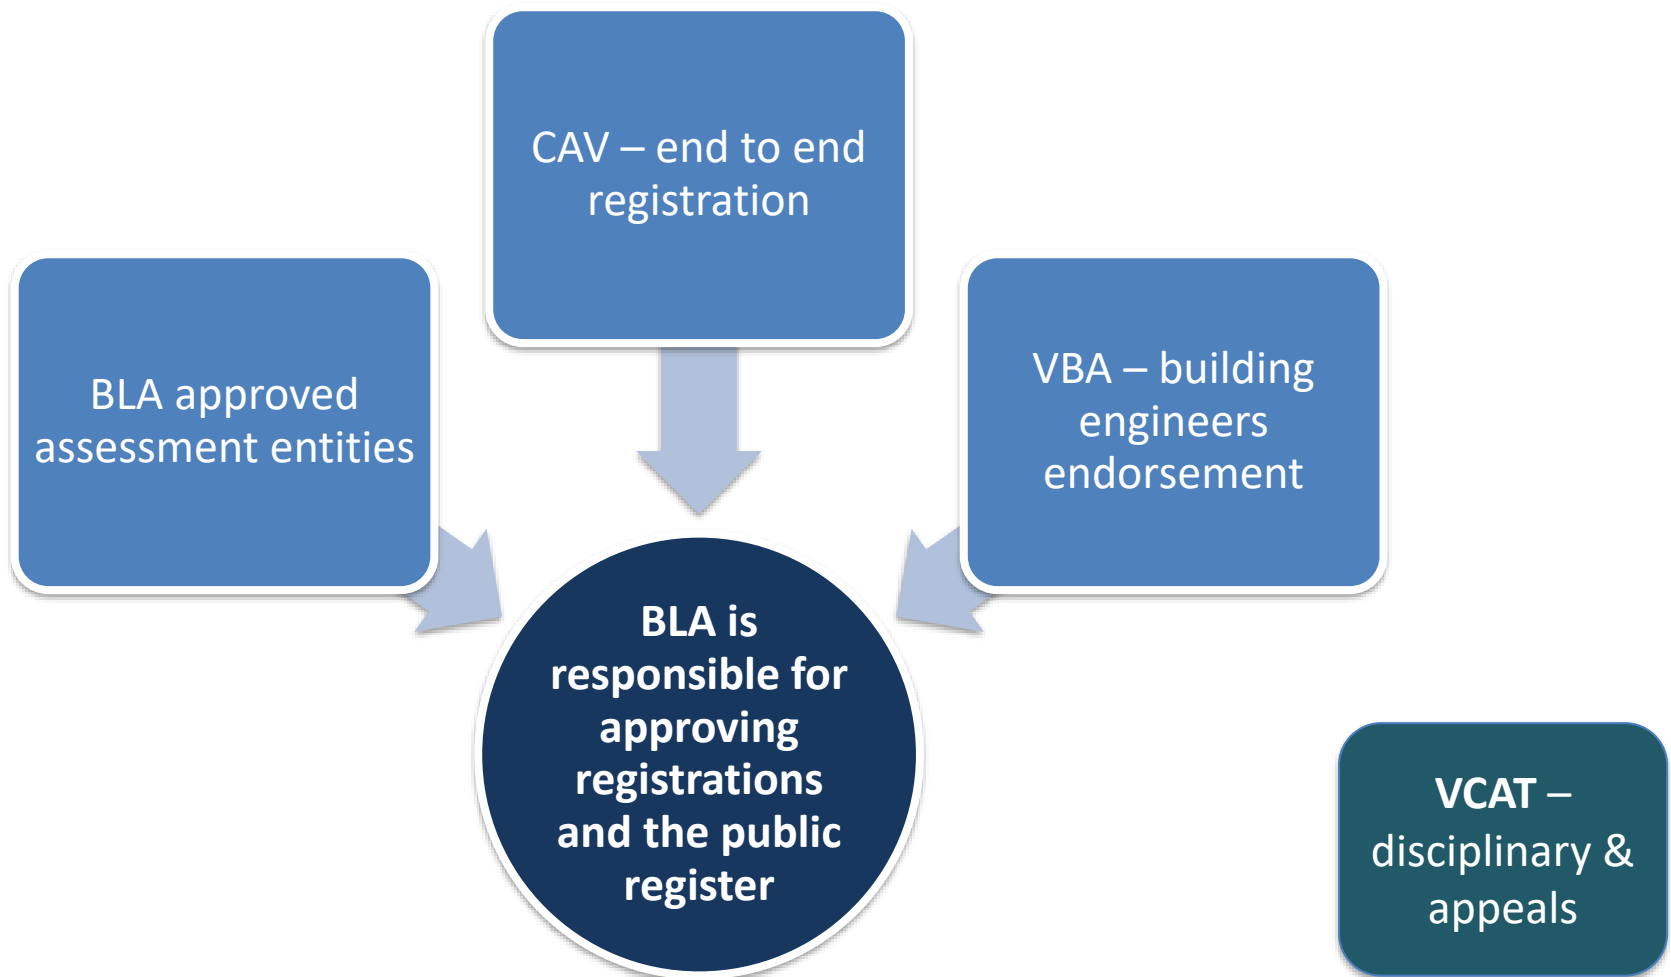 CAV – end to end
registration
BLA approved
assessment entities
VBA – building
engineers
endorsement
BLA is
responsible for
approving
registrations
and the public
register
VCAT –
disciplinary &
appeals